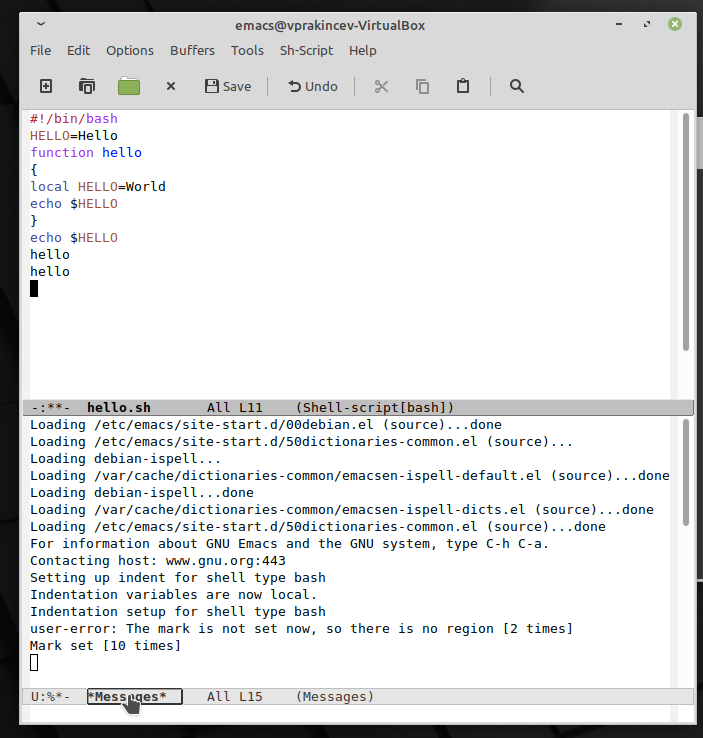 emacs@vprakincev-VirtualBox
File Edit Options Buffers Tools Sh-Script Help
Save Undo
#!/bin/bash
HELLO=Hello
function hello
{
local HELLO=World
echo $HELLO
}
echo $HELLO
hello
hello
-:**- hello.sh All L11 (Shell-script[bash])
Loading /etc/emacs/site-start.d/00debian.el (source)...done
Loading /etc/emacs/site-start.d/50dictionaries-common.el (source)...
Loading debian-ispell...
Loading /var/cache/dictionaries-common/emacsen-ispell-default.el (source)...done
Loading debian-ispell...done
Loading /var/cache/dictionaries-common/emacsen-ispell-dicts.el (source)...done
Loading /etc/emacs/site-start.d/50dictionaries-common.el (source)...done
For information about GNU Emacs and the GNU system, type C-h C-a.
Contacting host: www.gnu.org:443
Setting up indent for shell type bash
Indentation variables are now local.
Indentation setup for shell type bash
user-error: The mark is not set now, so there is no region [2 times]
Mark set [10 times]
U:%*- *Messages* All L15 (Messages)